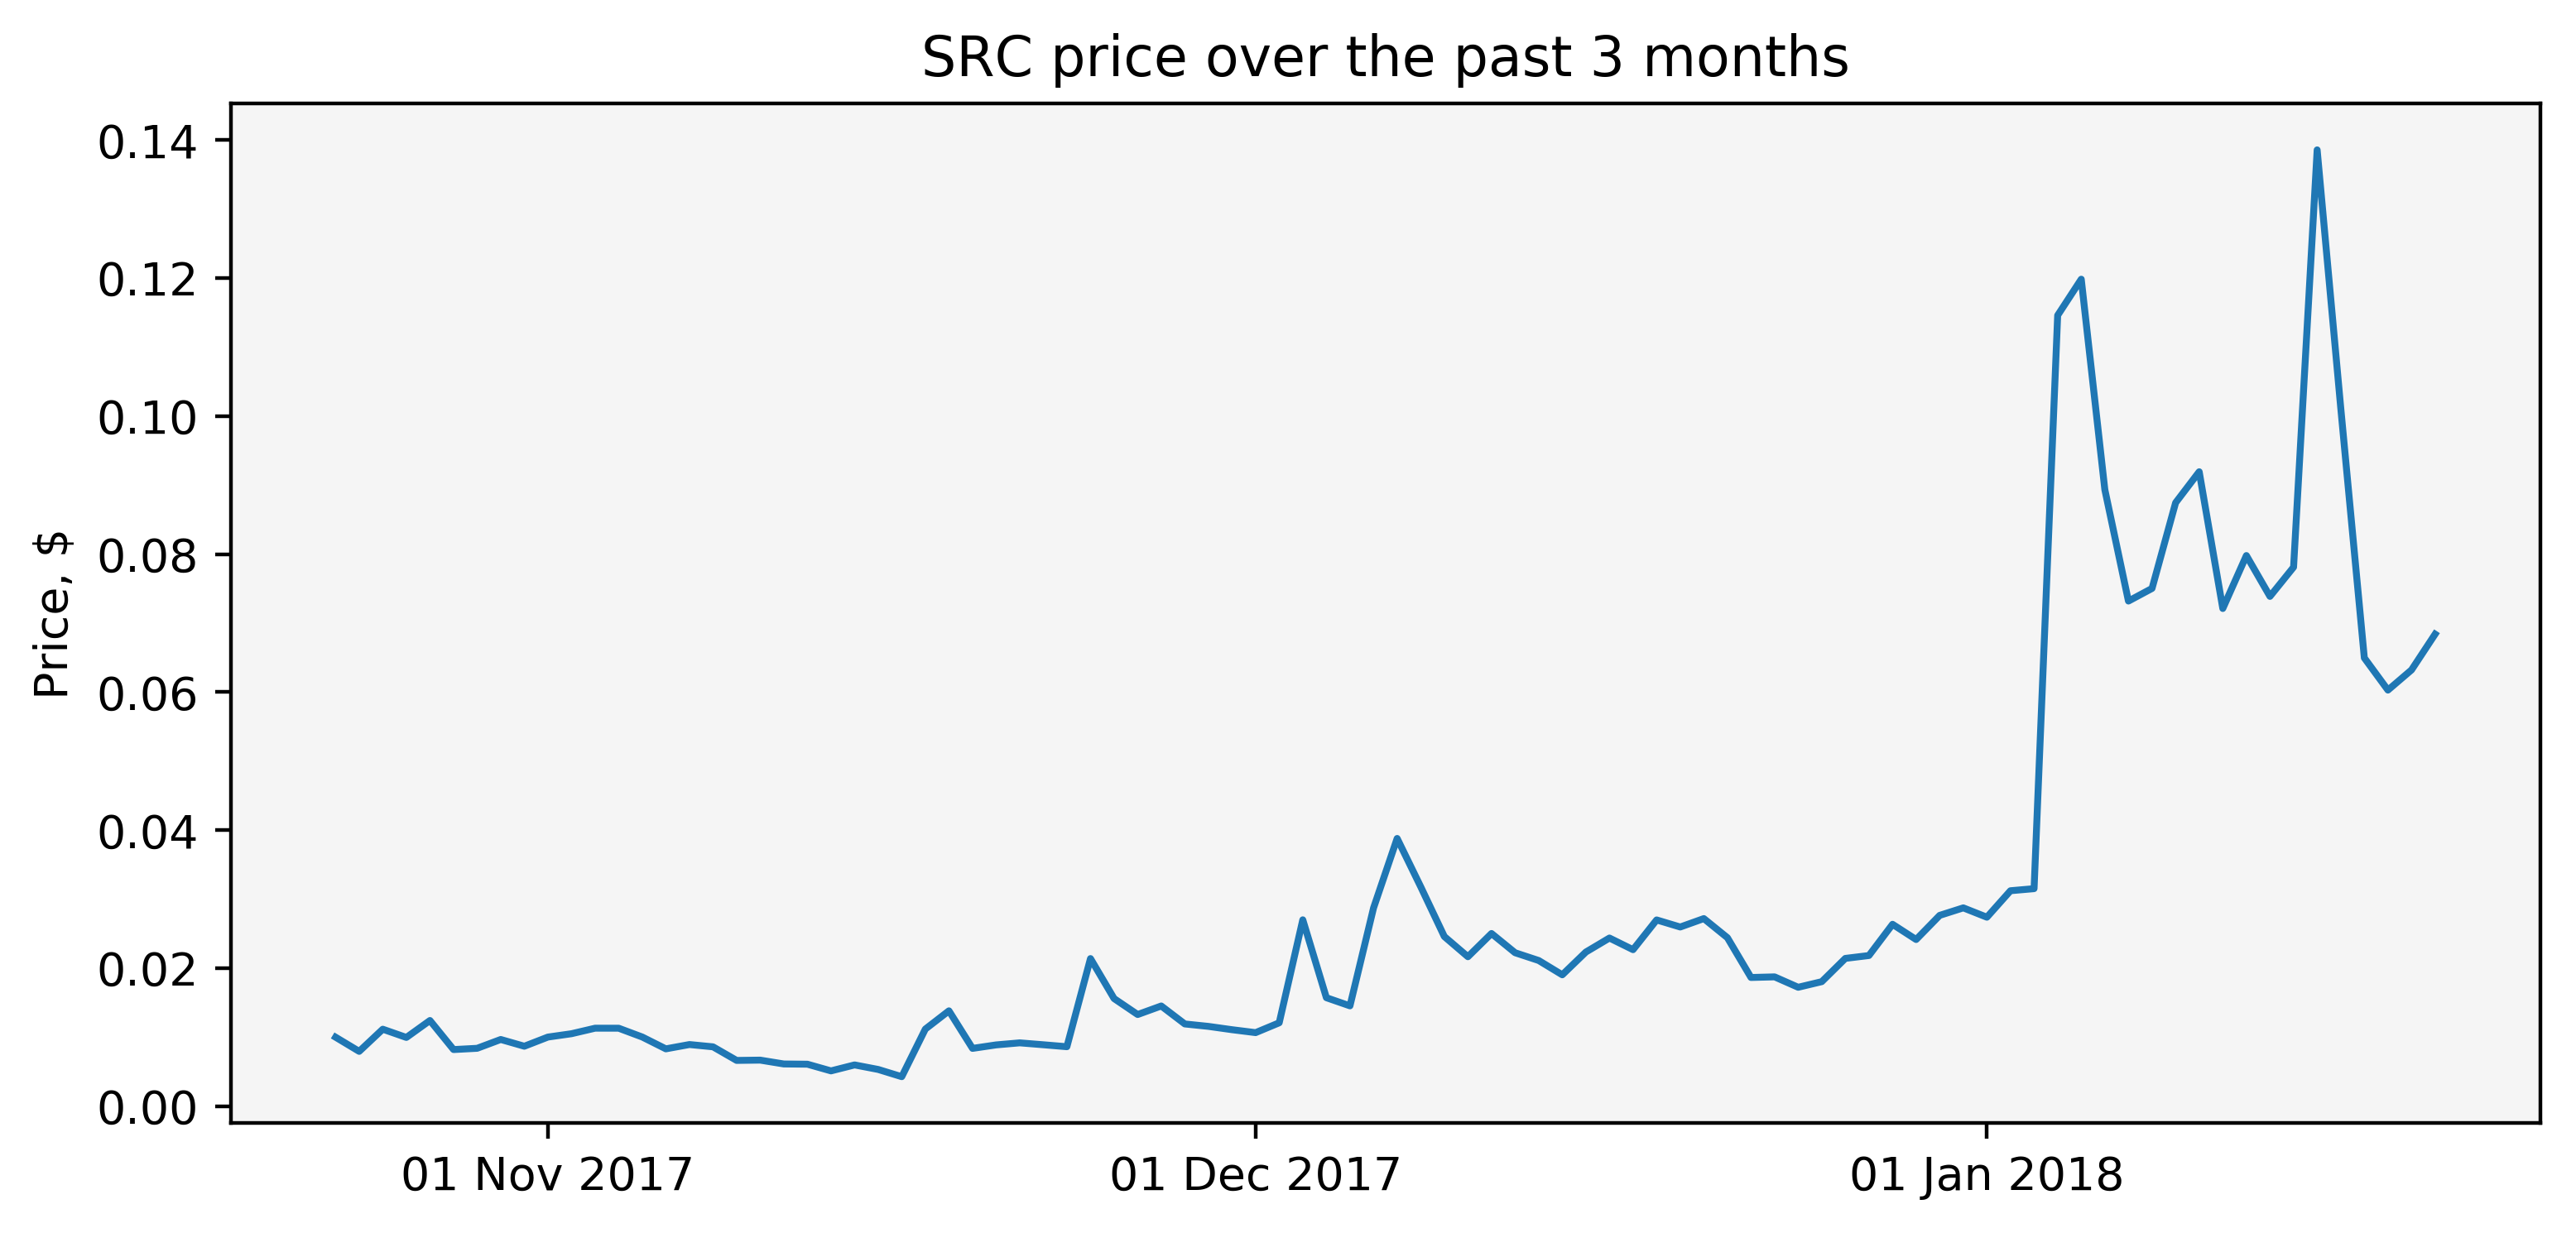 SRC price over the past 3 months
Price, $
0.14
0.12
0.10
0.08
0.06
0.04
0.02
0.00
01 Nov 2017
01 Dec 2017
01 Jan 2018